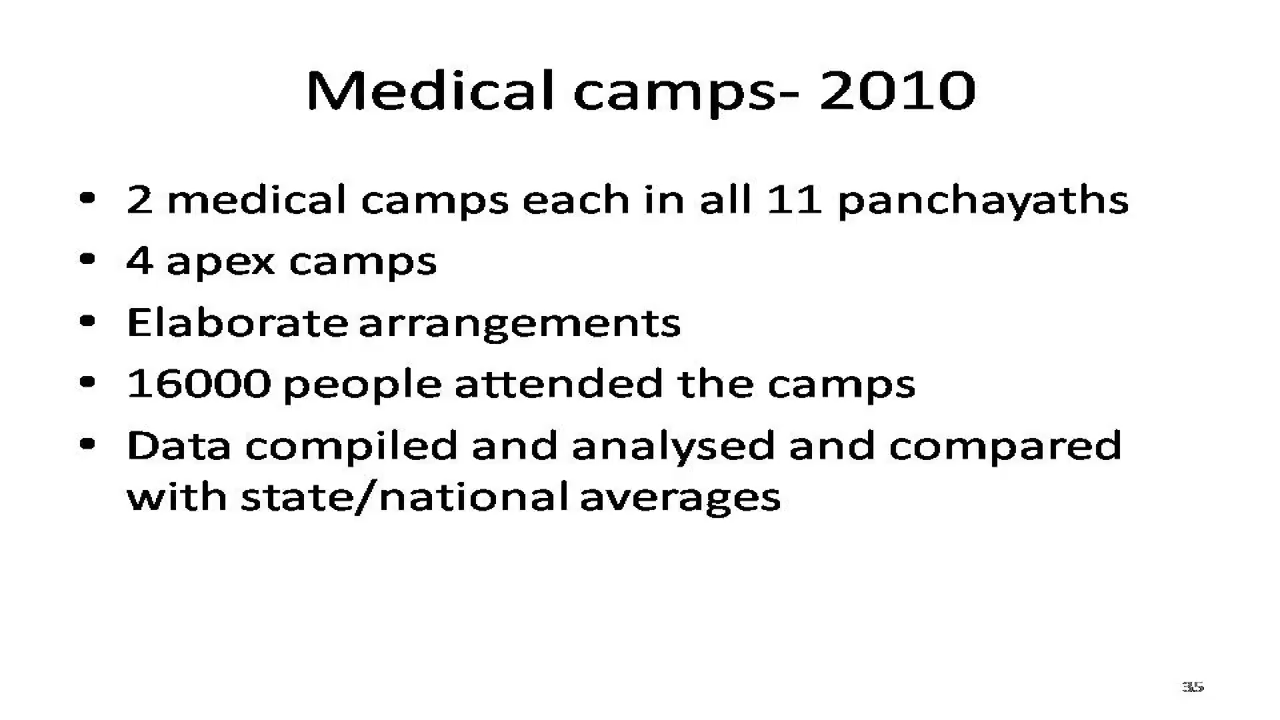 Medical camps- 2010
• 2 medical camps each in all 11 panchayaths
• 4 apex camps
• Elaborate arrangements
• 16000 people attended the camps
• Data compiled and analysed and compared
with state/national averages
35